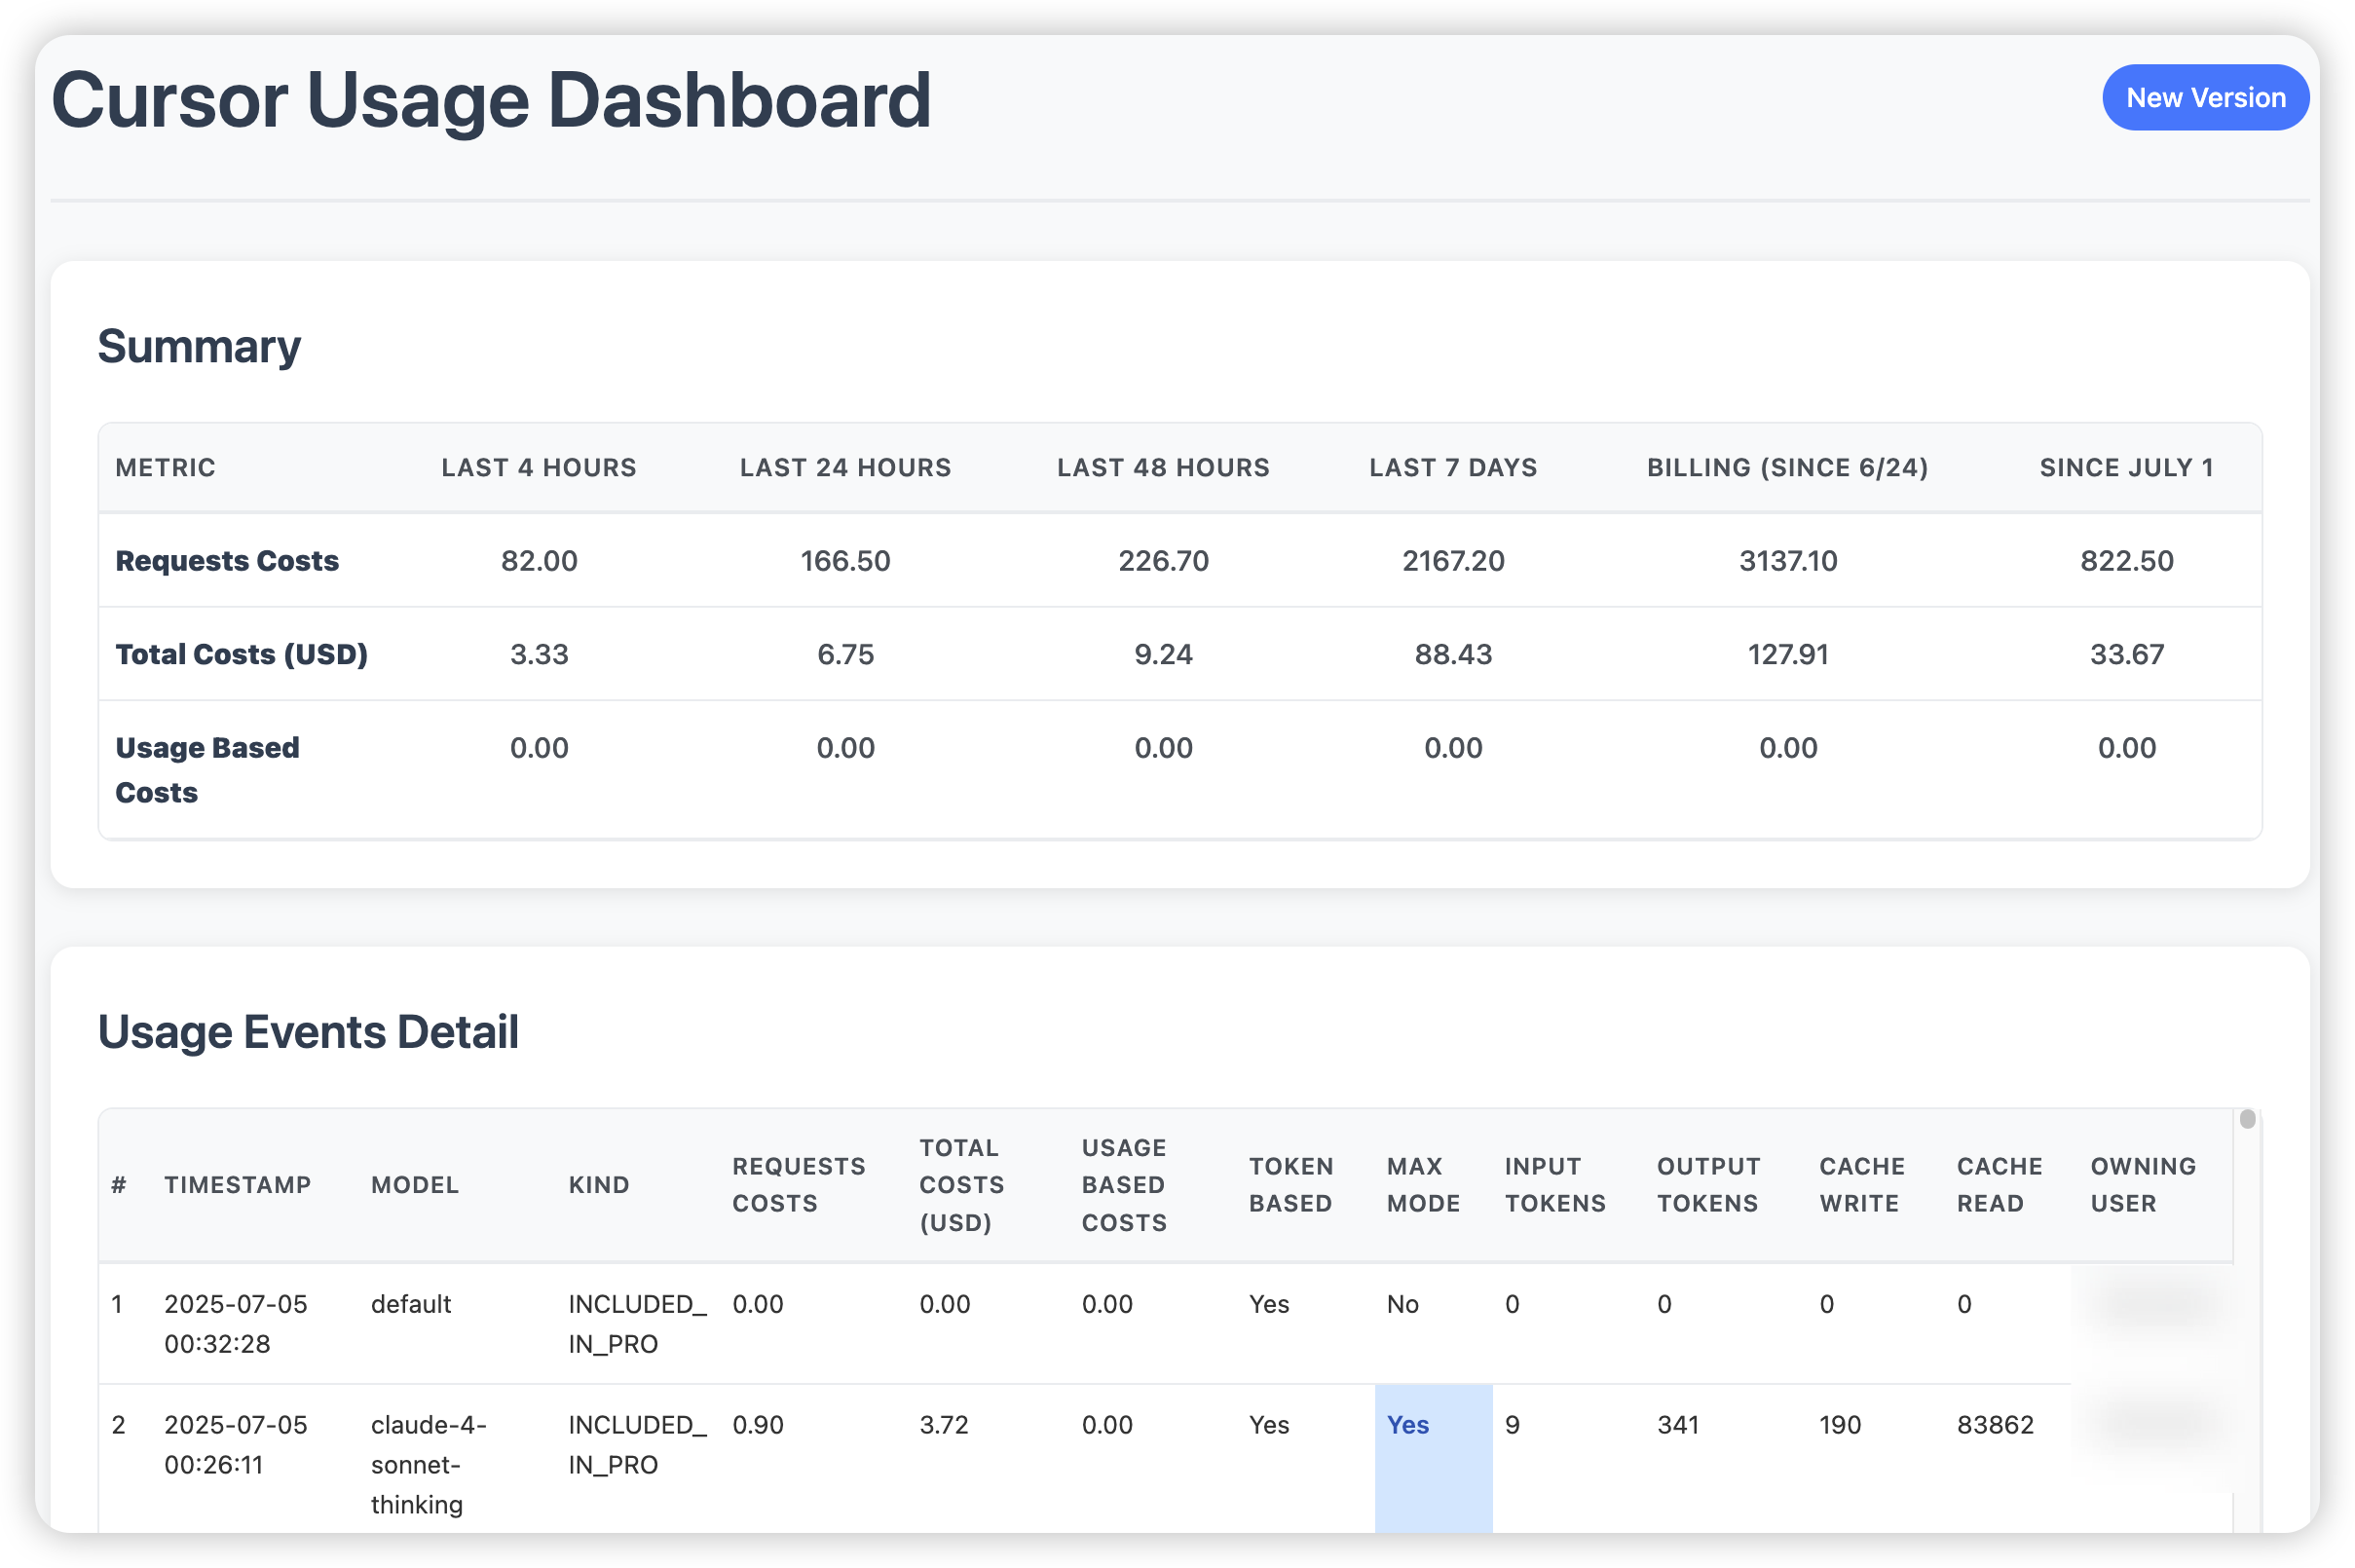 Cursor Usage Dashboard
New Version
Summary
METRIC LAST 4 HOURS LAST 24 HOURS LAST 48 HOURS LAST 7 DAYS BILLING (SINCE 6/24) SINCE JULY 1
Requests Costs 82.00 166.50 226.70 2167.20 3137.10 822.50
Total Costs (USD) 3.33 6.75 9.24 88.43 127.91 33.67
Usage Based 0.00 0.00 0.00 0.00 0.00 0.00
Costs
Usage Events Detail
# TIMESTAMP MODEL KIND REQUESTS COSTS TOTAL COSTS (USD) USAGE BASED COSTS TOKEN BASED MAX MODE INPUT TOKENS OUTPUT TOKENS CACHE WRITE CACHE READ OWNING USER
1 2025-07-05 default INCLUDED_ 0.00 0.00 0.00 Yes No 0 0 0 0
00:32:28 IN_PRO
2 2025-07-05 claude-4- INCLUDED_ 0.90 3.72 0.00 Yes Yes 9 341 190 83862
00:26:11 sonnet- IN_PRO
thinking